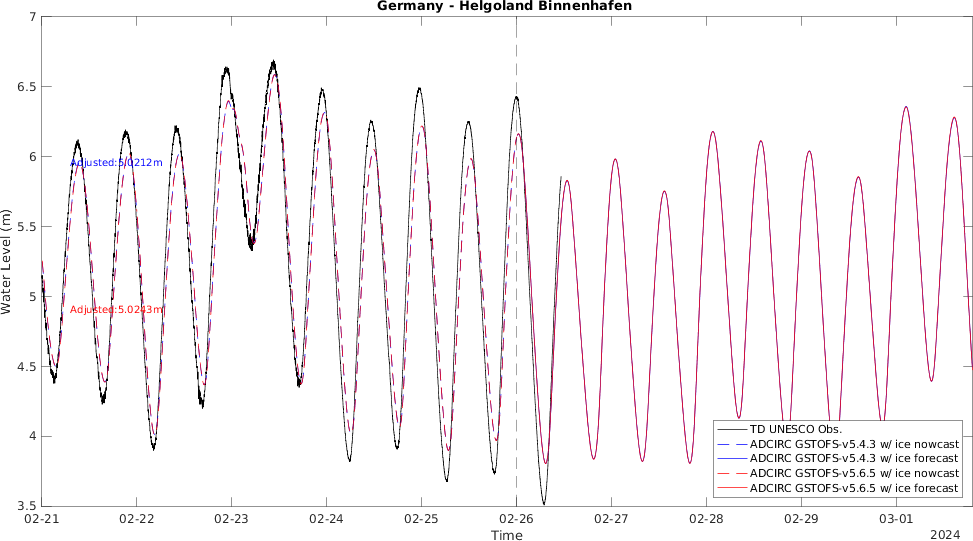 Germany - Helgoland Binnenhafen
7
6.5
6
5.5
5
4.5
4
3.5
Water Level (m)
Adjusted:5.0212m
Adjusted:5.0243m
TD UNESCO Obs.
ADCIRC GSTOFS-v5.4.3 w/ ice nowcast
ADCIRC GSTOFS-v5.4.3 w/ ice forecast
ADCIRC GSTOFS-v5.6.5 w/ ice nowcast
ADCIRC GSTOFS-v5.6.5 w/ ice forecast
02-21 02-22 02-23 02-24 02-25 02-26 02-27 02-28 02-29 03-01
Time
2024